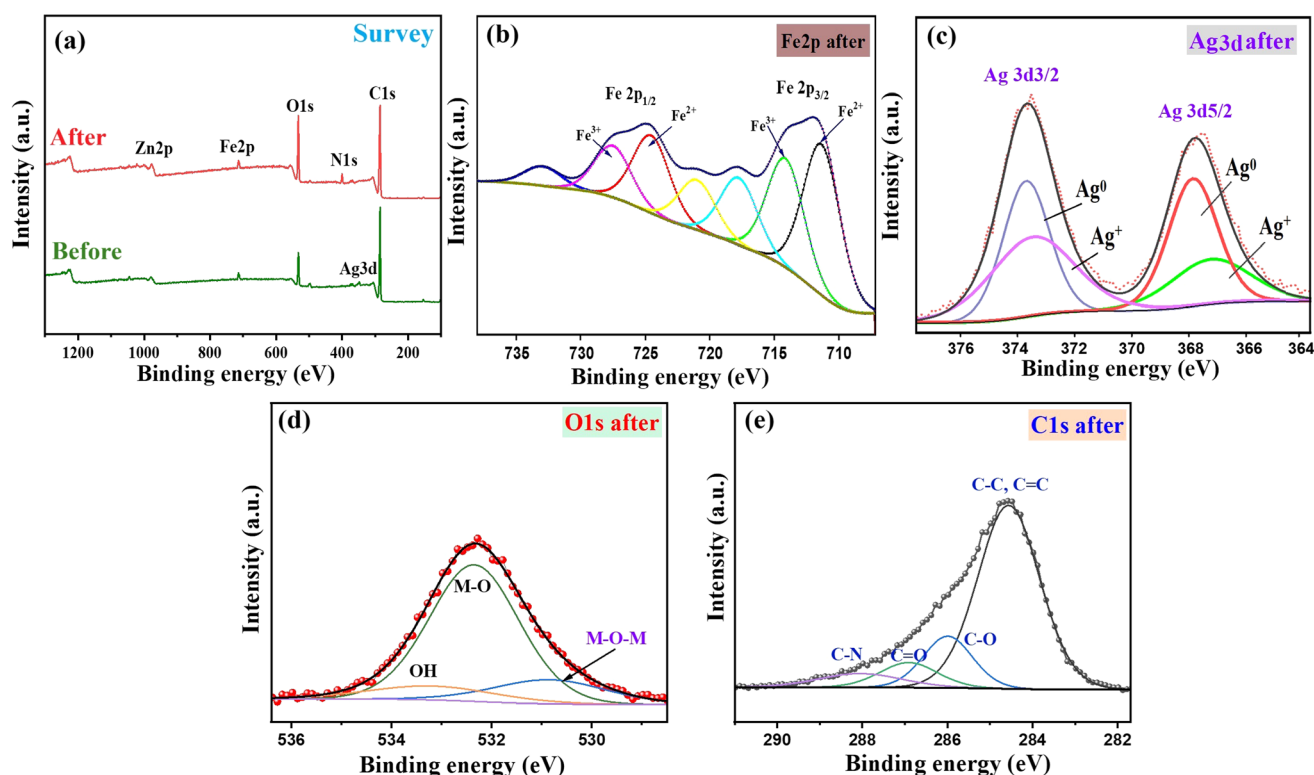 (a)
Survey
After
Before
Zn2p
Fe2p
O1s
N1s
C1s
Ag3d
Intensity (a.u.)
1200 1000 800 600 400 200
Binding energy (eV)
(b)
Fe2p after
Fe 2p1/2
Fe 2p3/2
Fe3+
Fe2+
Fe3+
Fe2+
Intensity (a.u.)
735 730 725 720 715 710
Binding energy (eV)
(c)
Ag3d after
Ag 3d3/2
Ag 3d5/2
Ag0
Ag+
Ag0
Ag+
Intensity (a.u.)
376 374 372 370 368 366 364
Binding energy (eV)
(d)
O1s after
M-O
M-O-M
OH
Intensity (a.u.)
536 534 532 530
Binding energy (eV)
(e)
C1s after
C-C, C=C
C-N
C=O
C-O
Intensity (a.u.)
290 288 286 284 282
Binding energy (eV)